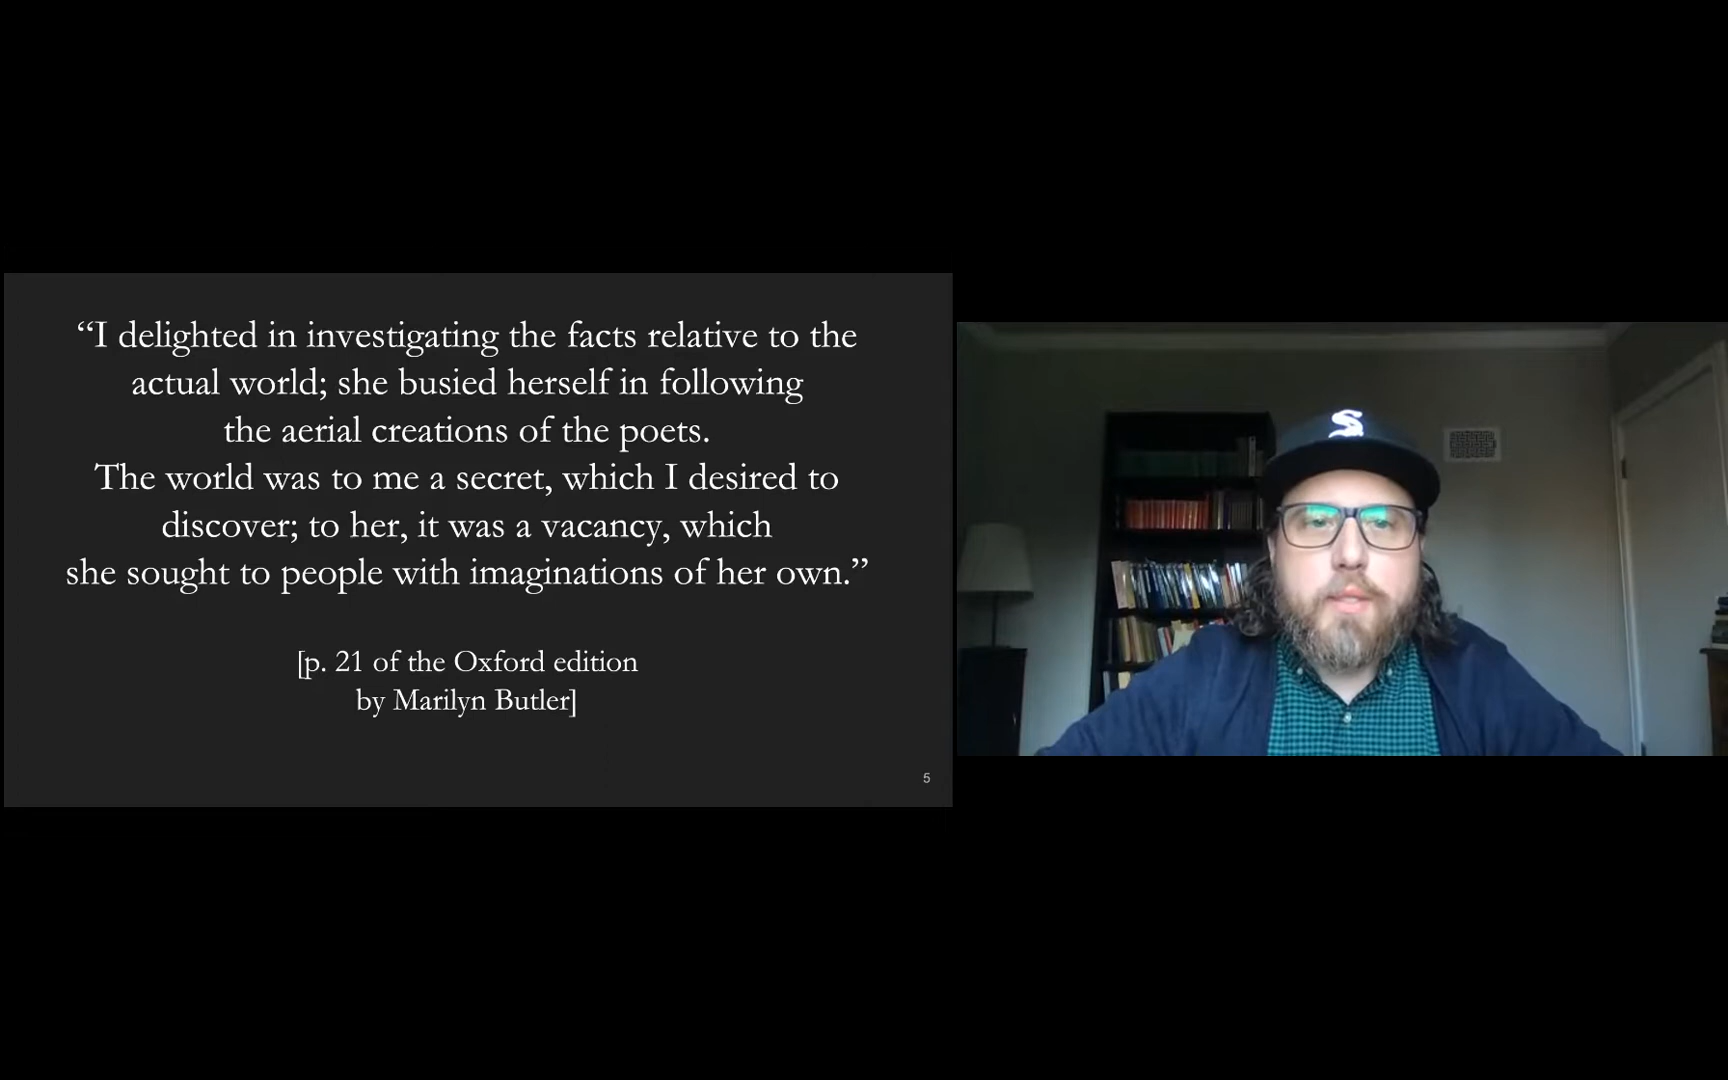 “I delighted in investigating the facts relative to the
actual world; she busied herself in following
the aerial creations of the poets.
The world was to me a secret, which I desired to
discover; to her, it was a vacancy, which
she sought to people with imaginations of her own.”
[p. 21 of the Oxford edition
by Marilyn Butler]
5
S